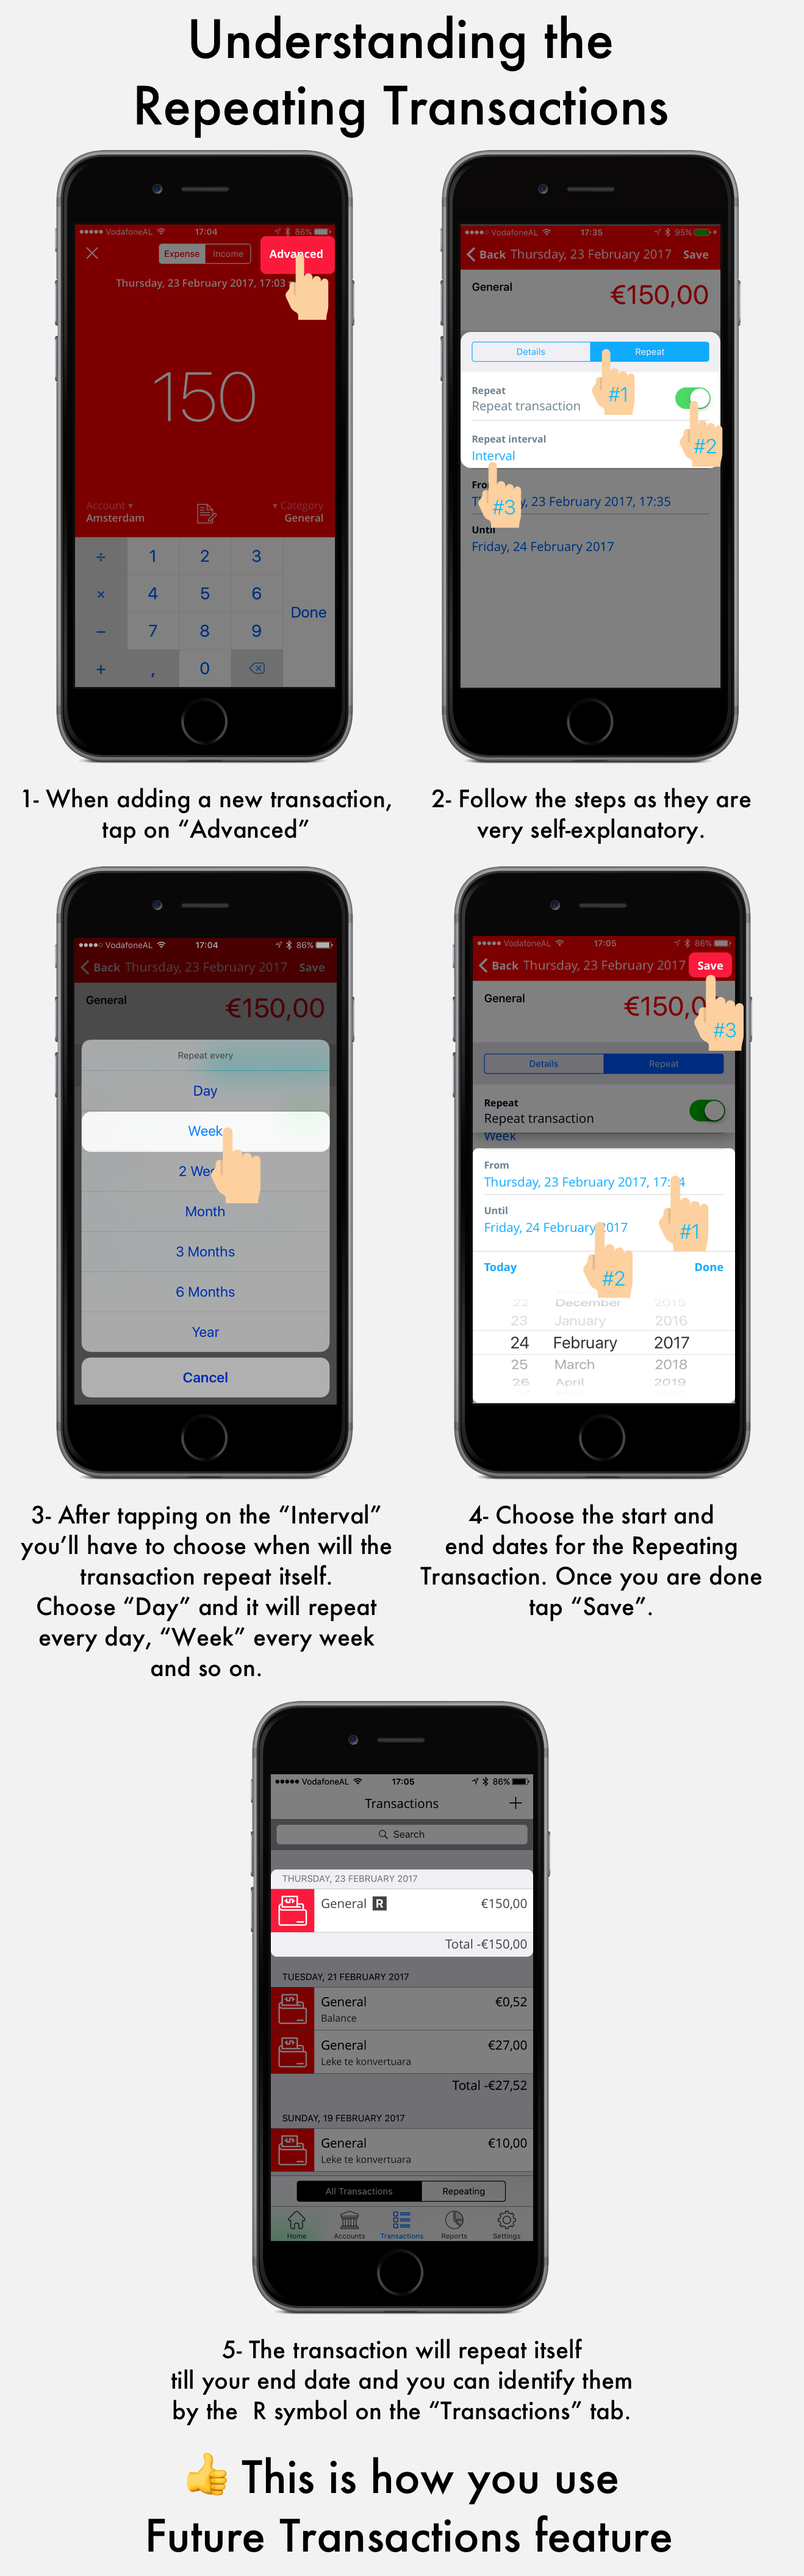 Understanding the
Repeating Transactions
VodafoneAL 17:04 86%
Expense Income Advanced
Thursday, 23 February 2017, 17:03
150
Account ▾ ▾ Category
Amsterdam General
÷ 1 2 3
× 4 5 6
Done
− 7 8 9
+ , 0
VodafoneAL 17:35 95%
Back Thursday, 23 February 2017 Save
General €150,00
Details Repeat
#1
Repeat
Repeat transaction
#2
Repeat interval
Interval
#3
23 February 2017, 17:35
Until
Friday, 24 February 2017
1- When adding a new transaction,
tap on “Advanced”
2- Follow the steps as they are
very self-explanatory.
VodafoneAL 17:04 86%
Back Thursday, 23 February 2017 Save
General €150,00
Repeat every
Day
Week
2 We
Month
3 Months
6 Months
Year
Cancel
VodafoneAL 17:05 86%
Back Thursday, 23 February 2017 Save
General €150,0
#3
Details Repeat
Repeat
Repeat transaction
Week
From
Thursday, 23 February 2017, 17: 4
#1
Until
Friday, 24 February 2017
#2
Today Done
22 December 2015
23 January 2016
24 February 2017
25 March 2018
26 April 2019
3- After tapping on the “Interval”
you’ll have to choose when will the
transaction repeat itself.
Choose “Day” and it will repeat
every day, “Week” every week
and so on.
4- Choose the start and
end dates for the Repeating
Transaction. Once you are done
tap “Save”.
VodafoneAL 17:05 86%
Transactions +
Search
THURSDAY, 23 FEBRUARY 2017
General R €150,00
Total -€150,00
TUESDAY, 21 FEBRUARY 2017
General €0,52
Balance
General €27,00
Leke te konvertuara
Total -€27,52
SUNDAY, 19 FEBRUARY 2017
General €10,00
Leke te konvertuara
All Transactions Repeating
Home Accounts Transactions Reports Settings
5- The transaction will repeat itself
till your end date and you can identify them
by the R symbol on the “Transactions” tab.
👍 This is how you use
Future Transactions feature